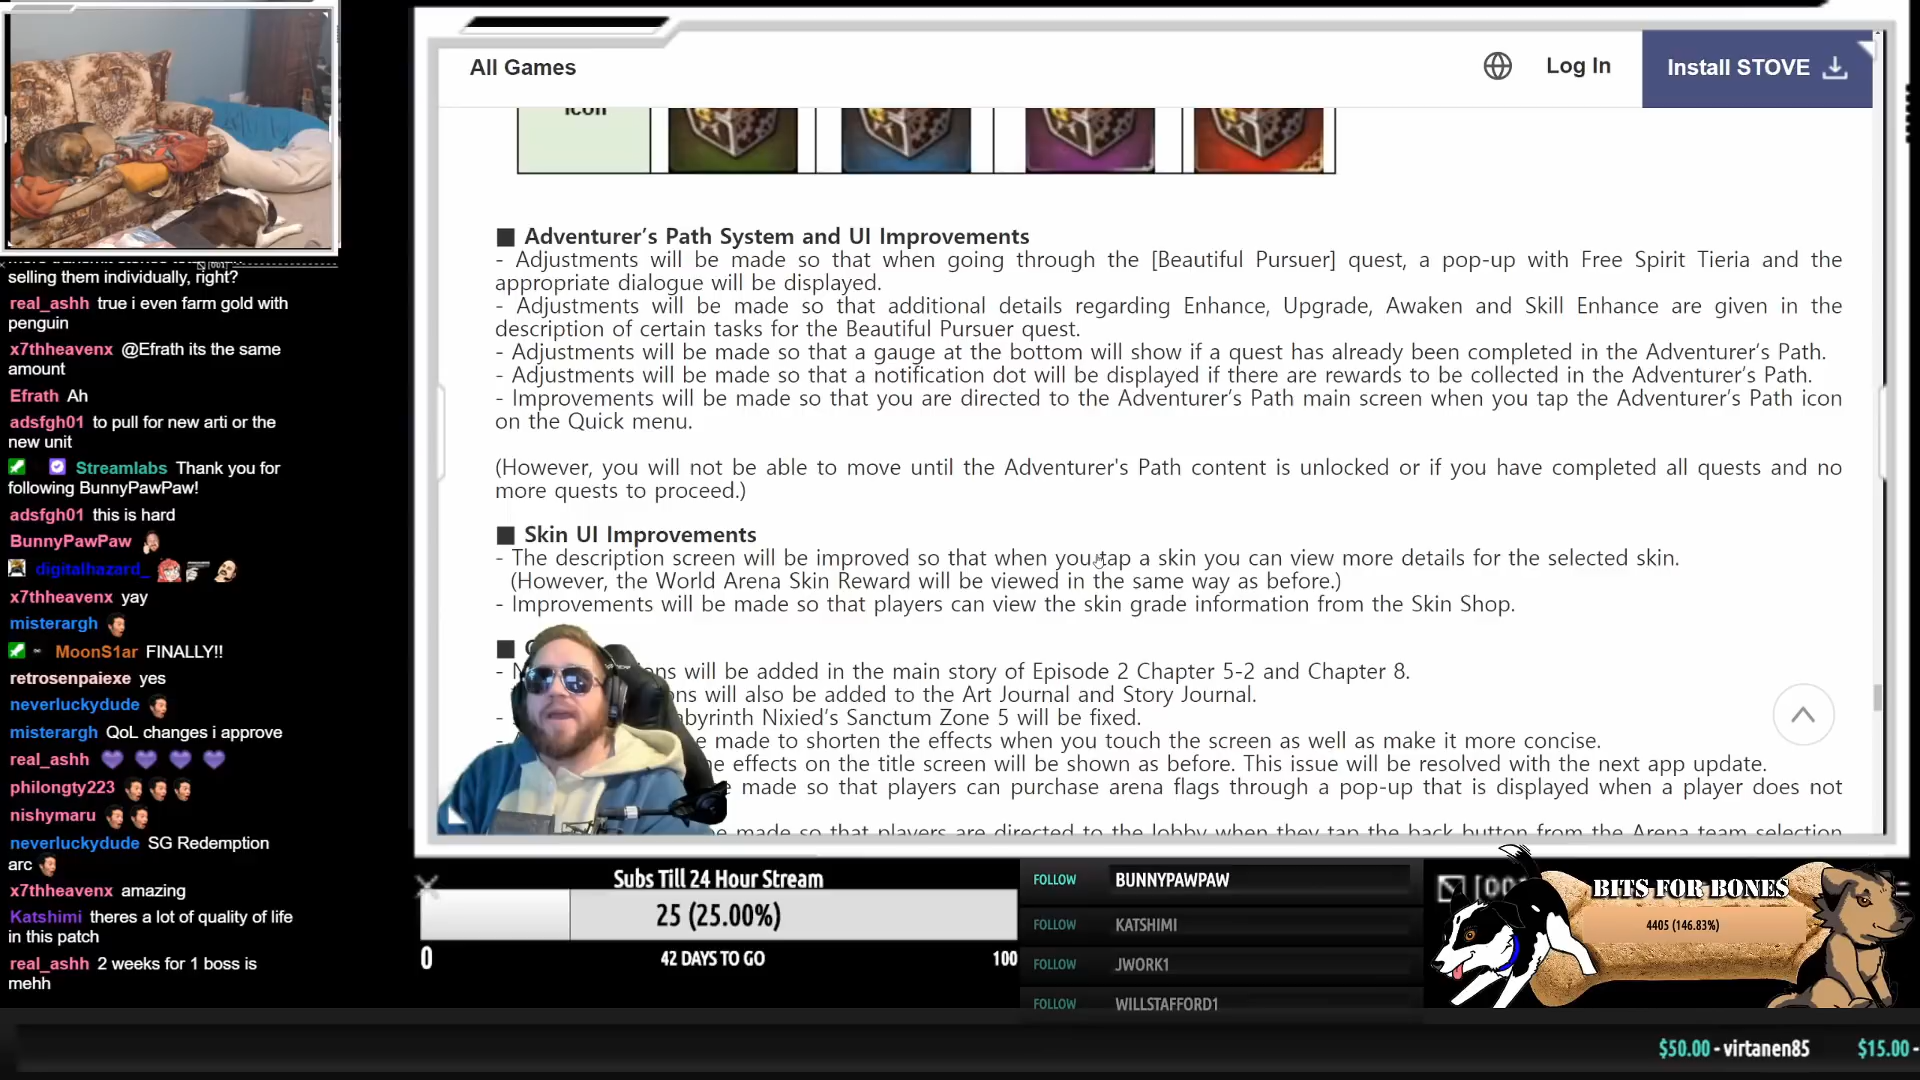 All Games
Log In
Install STOVE
Icon
■ Adventurer's Path System and UI Improvements
- Adjustments will be made so that when going through the [Beautiful Pursuer] quest, a pop-up with Free Spirit Tieria and the
appropriate dialogue will be displayed.
- Adjustments will be made so that additional details regarding Enhance, Upgrade, Awaken and Skill Enhance are given in the
description of certain tasks for the Beautiful Pursuer quest.
- Adjustments will be made so that a gauge at the bottom will show if a quest has already been completed in the Adventurer's Path.
- Adjustments will be made so that a notification dot will be displayed if there are rewards to be collected in the Adventurer's Path.
- Improvements will be made so that you are directed to the Adventurer's Path main screen when you tap the Adventurer's Path icon
on the Quick menu.
(However, you will not be able to move until the Adventurer's Path content is unlocked or if you have completed all quests and no
more quests to proceed.)
■ Skin UI Improvements
- The description screen will be improved so that when you tap a skin you can view more details for the selected skin.
(However, the World Arena Skin Reward will be viewed in the same way as before.)
- Improvements will be made so that players can view the skin grade information from the Skin Shop.
will be added in the main story of Episode 2 Chapter 5-2 and Chapter 8.
will also be added to the Art Journal and Story Journal.
Nixied's Sanctum Zone 5 will be fixed.
made to shorten the effects when you touch the screen as well as make it more concise.
effects on the title screen will be shown as before. This issue will be resolved with the next app update.
made so that players can purchase arena flags through a pop-up that is displayed when a player does not
made so that players are directed to the lobby when they tap the back button from the Arena team selection
selling them individually, right?
real_ashh true i even farm gold with
penguin
x7thheavenx @Efrath its the same
amount
Efrath Ah
adsfgh01 to pull for new arti or the
new unit
Streamlabs Thank you for
following BunnyPawPaw!
adsfgh01 this is hard
BunnyPawPaw
digitalhazard_
x7thheavenx yay
misterargh
MoonS1ar FINALLY!!
retrosenpaiexe yes
neverluckydude
misterargh QoL changes i approve
real_ashh
philongty223
nishymaru
neverluckydude SG Redemption
arc
x7thheavenx amazing
Katshimi theres a lot of quality of life
in this patch
real_ashh 2 weeks for 1 boss is
mehh
Subs Till 24 Hour Stream
25 (25.00%)
0
42 DAYS TO GO
100
FOLLOW BUNNYPAWPAW
FOLLOW KATSHIMI
FOLLOW JWORK1
FOLLOW WILLSTAFFORD1
BITS FOR BONES
4405 (146.83%)
$50.00 - virtanen85
$15.00 -